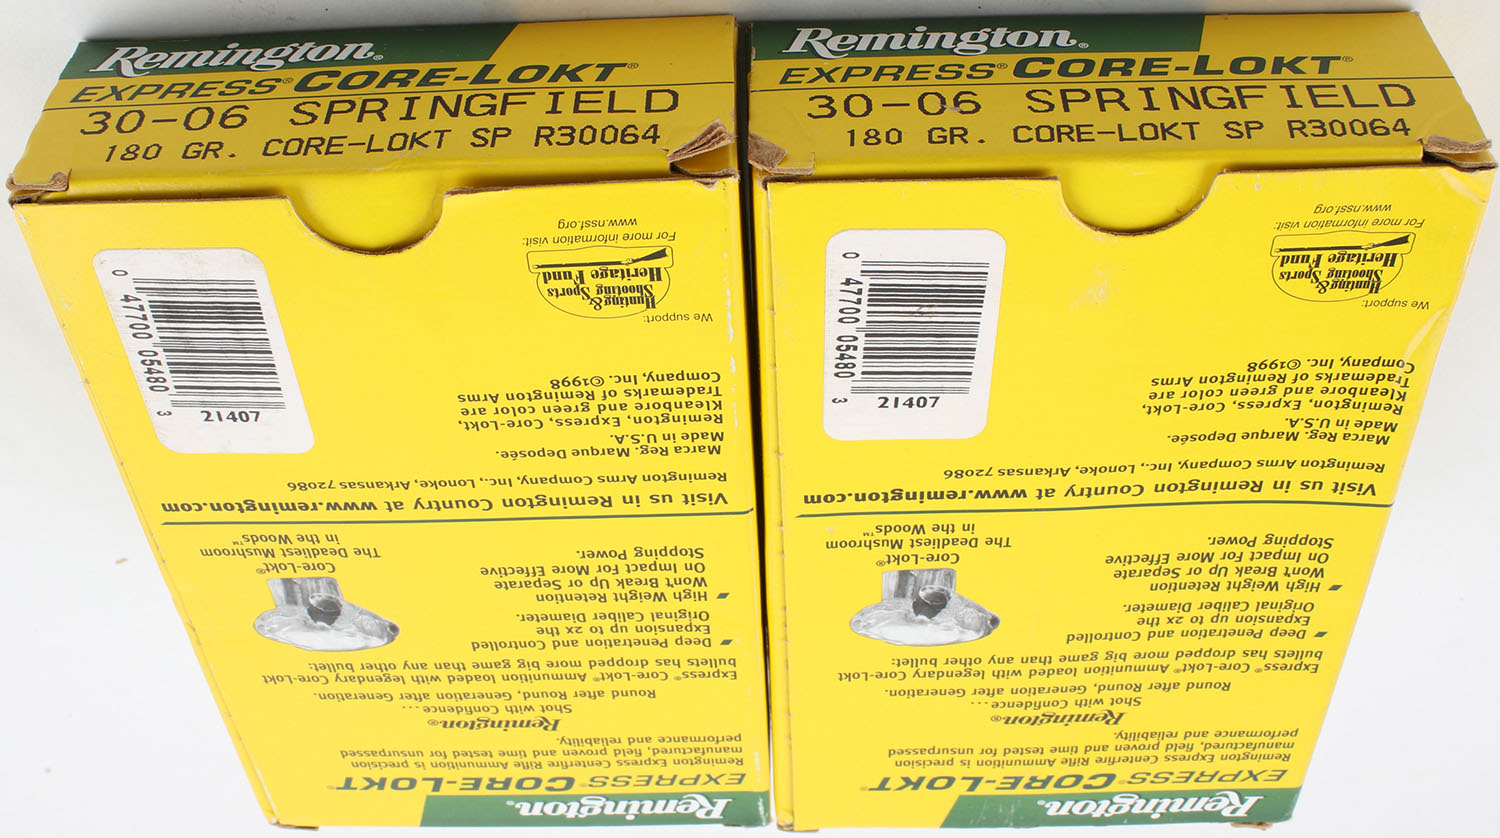 Remington®
EXPRESS® CORE-LOKT®
30-06 SPRINGFIELD
180 GR. CORE-LOKT SP R30064
Remington®
EXPRESS® CORE-LOKT®
Remington Express Centerfire Rifle Ammunition is precision
manufactured, field proven and time tested for unsurpassed
performance and reliability.
Remington®
Shot with Confidence...
Round after Round, Generation after Generation.
Express® Core-Lokt® Ammunition loaded with legendary Core-Lokt
bullets has dropped more big game than any other bullet:
Deep Penetration and Controlled
Expansion up to 2x the
Original Caliber Diameter.
High Weight Retention
Won't Break Up or Separate
On Impact For More Effective
Stopping Power.
Core-Lokt®
The Deadliest Mushroom
in the Woods™
Visit us in Remington Country at www.remington.com
Remington Arms Company, Inc., Lonoke, Arkansas 72086
Marca Reg. Marque Deposée.
Made in U.S.A.
Remington, Express, Core-Lokt,
Kleanbore and green color are
Trademarks of Remington Arms
Company, Inc. ©1998
We support:
Hunting &
Shooting Sports
Heritage Fund
For more information visit:
www.nssf.org
0 47700 05480 3
21407
Remington®
EXPRESS® CORE-LOKT®
30-06 SPRINGFIELD
180 GR. CORE-LOKT SP R30064
Remington®
EXPRESS® CORE-LOKT®
Remington Express Centerfire Rifle Ammunition is precision
manufactured, field proven and time tested for unsurpassed
performance and reliability.
Remington®
Shot with Confidence...
Round after Round, Generation after Generation.
Express® Core-Lokt® Ammunition loaded with legendary Core-Lokt
bullets has dropped more big game than any other bullet:
Deep Penetration and Controlled
Expansion up to 2x the
Original Caliber Diameter.
High Weight Retention
Won't Break Up or Separate
On Impact For More Effective
Stopping Power.
Core-Lokt®
The Deadliest Mushroom
in the Woods™
Visit us in Remington Country at www.remington.com
Remington Arms Company, Inc., Lonoke, Arkansas 72086
Marca Reg. Marque Deposée.
Made in U.S.A.
Remington, Express, Core-Lokt,
Kleanbore and green color are
Trademarks of Remington Arms
Company, Inc. ©1998
We support:
Hunting &
Shooting Sports
Heritage Fund
For more information visit:
www.nssf.org
0 47700 05480 3
21407